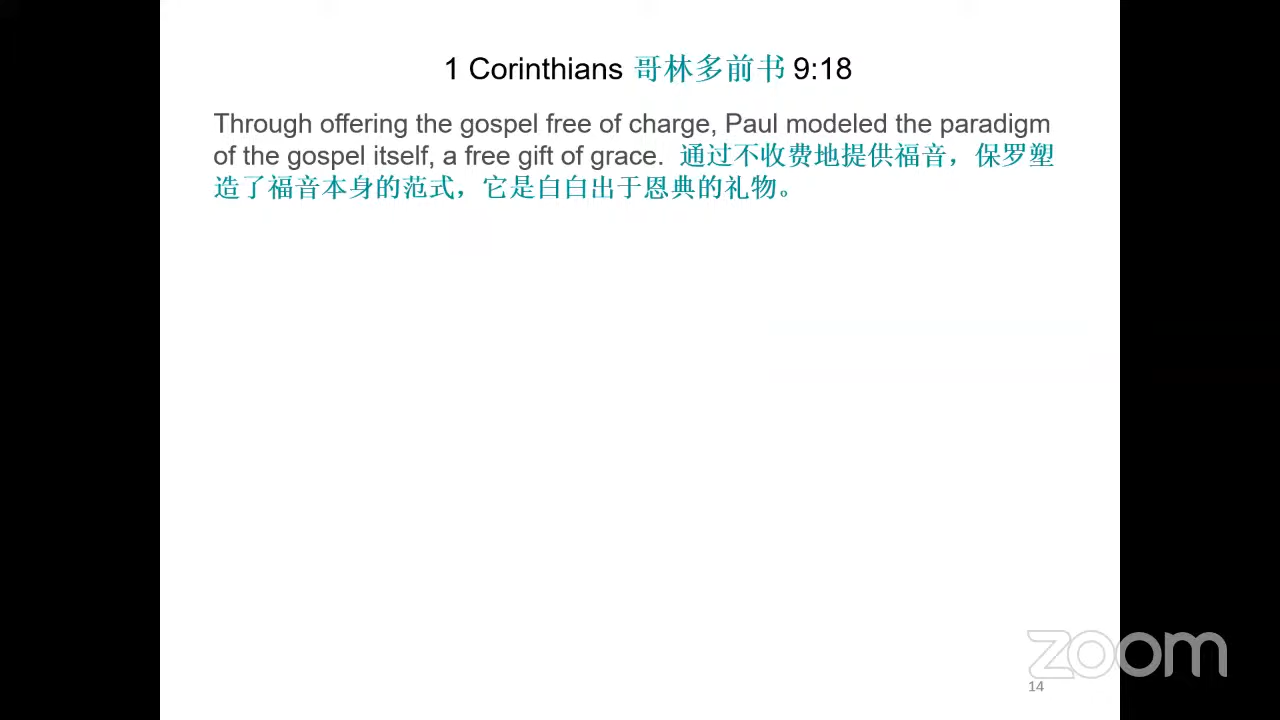 1 Corinthians 哥林多前书 9:18
Through offering the gospel free of charge, Paul modeled the paradigm
of the gospel itself, a free gift of grace. 通过不收费地提供福音，保罗塑
造了福音本身的范式，它是白白出于恩典的礼物。
zoom
14